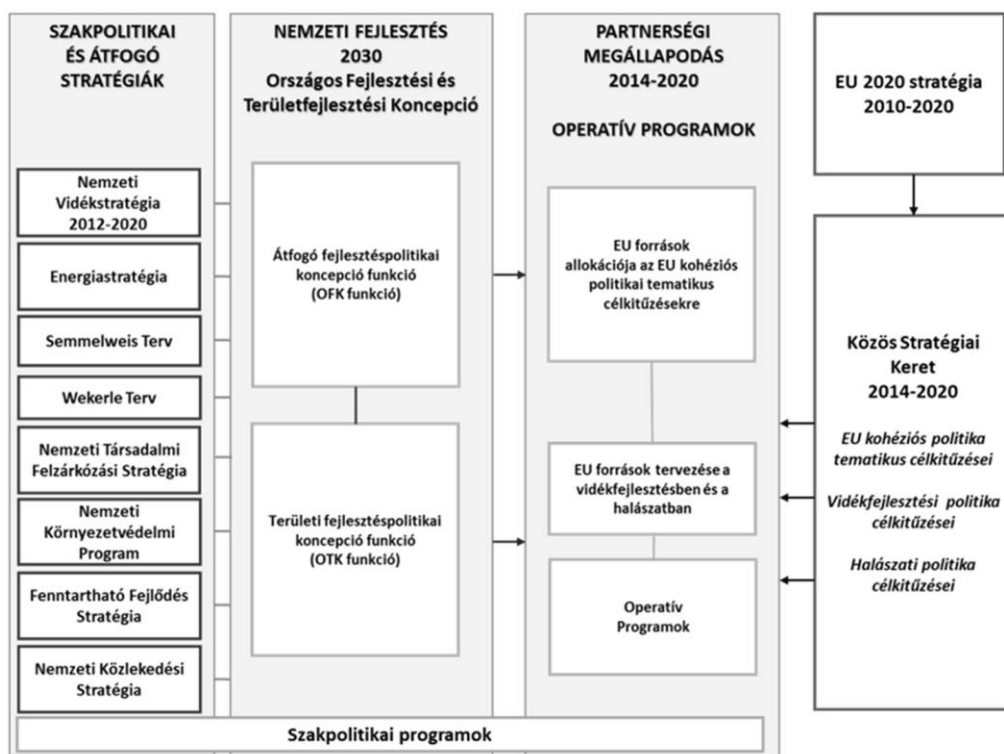 SZAKPOLITIKAI
ÉS ÁTFOGÓ
STRATÉGIÁK
Nemzeti
Vidékstratégia
2012-2020
Energiastratégia
Semmelweis Terv
Wekerle Terv
Nemzeti Társadalmi
Felzárkózási Stratégia
Nemzeti
Környezetvédelmi
Program
Fenntartható Fejlődés
Stratégia
Nemzeti Közlekedési
Stratégia
NEMZETI FEJLESZTÉS
2030
Országos Fejlesztési és
Területfejlesztési Koncepció
Átfogó fejlesztéspolitikai
koncepció funkció
(OFK funkció)
Területi fejlesztéspolitikai
koncepció funkció
(OTK funkció)
PARTNERSÉGI
MEGÁLLAPODÁS
2014-2020
OPERATÍV PROGRAMOK
EU források
allokációja az EU kohéziós
politikai tematikus
célkitűzésekre
EU források tervezése a
vidékfejlesztésben és a
halászatban
Operatív
Programok
EU 2020 stratégia
2010-2020
Közös Stratégiai
Keret
2014-2020
EU kohéziós politika
tematikus célkitűzései
Vidékfejlesztési politika
célkitűzései
Halászati politika
célkitűzései
Szakpolitikai programok